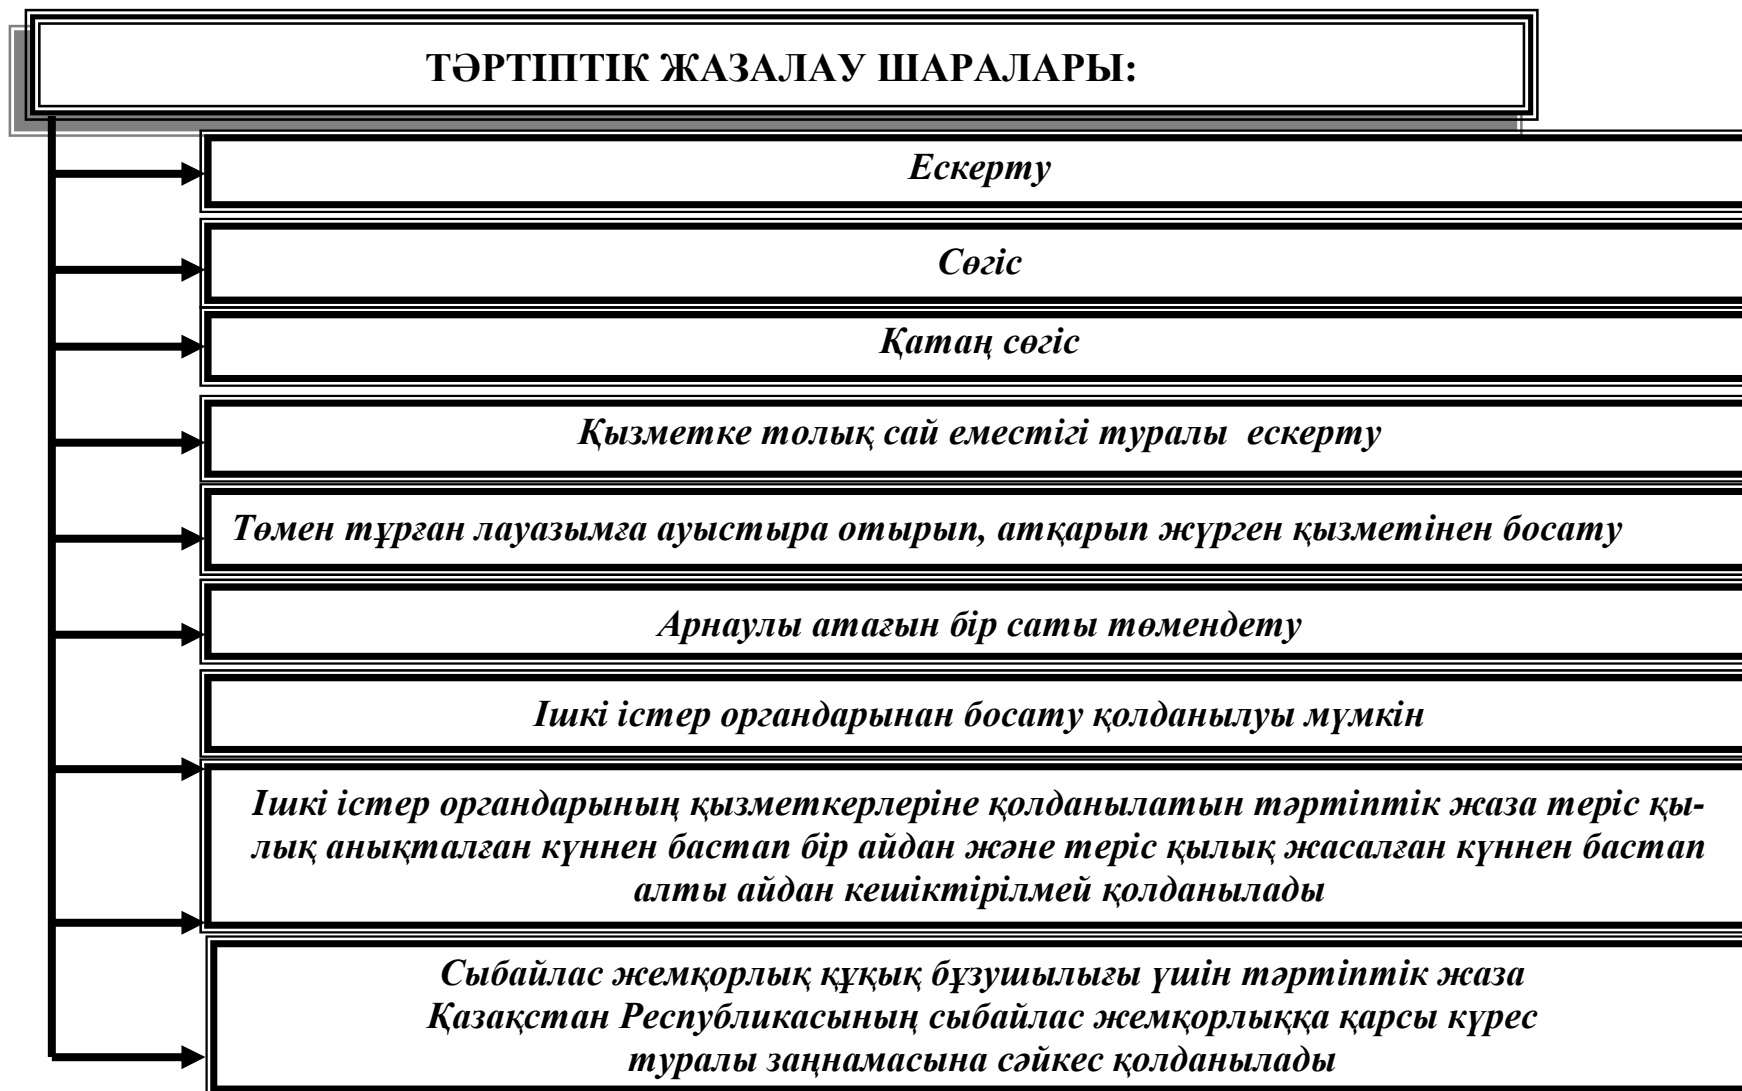 ТӘРТІПТІК ЖАЗАЛАУ ШАРАЛАРЫ:
Ескерту
Сөгіс
Қатаң сөгіс
Қызметке толық сай еместігі туралы ескерту
Төмен тұрған лауазымға ауыстыра отырып, атқарып жүрген қызметінен босату
Арнаулы атағын бір саты төмендету
Ішкі істер органдарынан босату қолданылуы мүмкін
Ішкі істер органдарының қызметкерлеріне қолданылатын тәртіптік жаза теріс қы-
лық анықталған күннен бастап бір айдан және теріс қылық жасалған күннен бастап
алты айдан кешіктірілмей қолданылады
Сыбайлас жемқорлық құқық бұзушылығы үшін тәртіптік жаза
Қазақстан Республикасының сыбайлас жемқорлыққа қарсы күрес
туралы заңнамасына сәйкес қолданылады